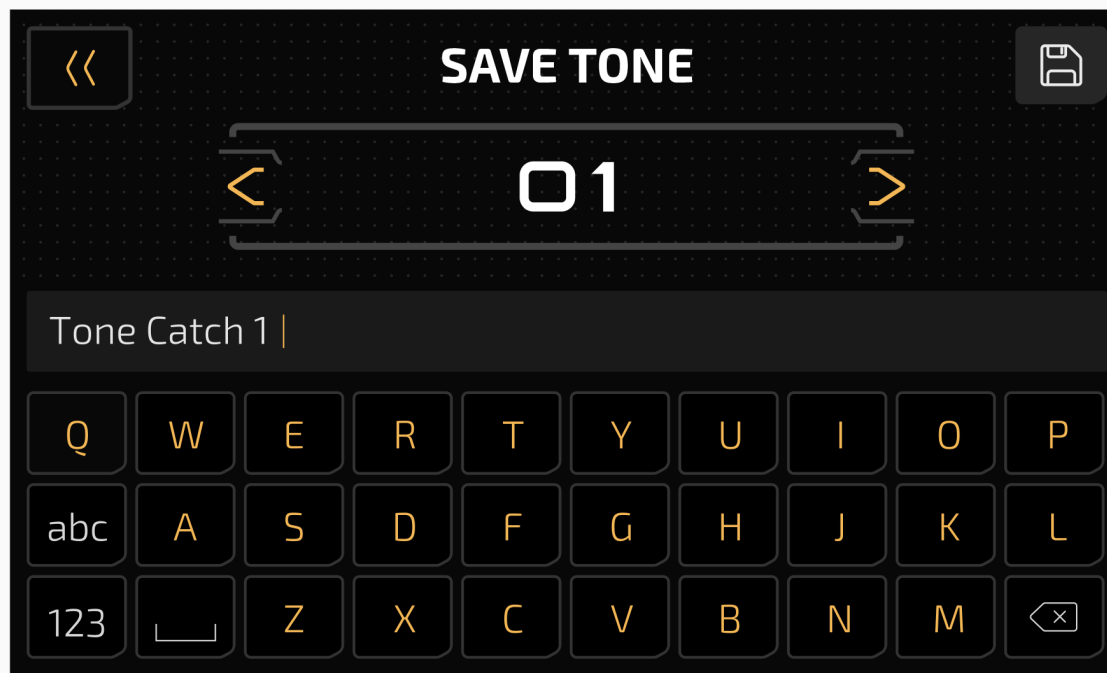 SAVE TONE
01
Tone Catch 1
Q W E R T Y U I O P
abc A S D F G H J K L
123 Z X C V B N M